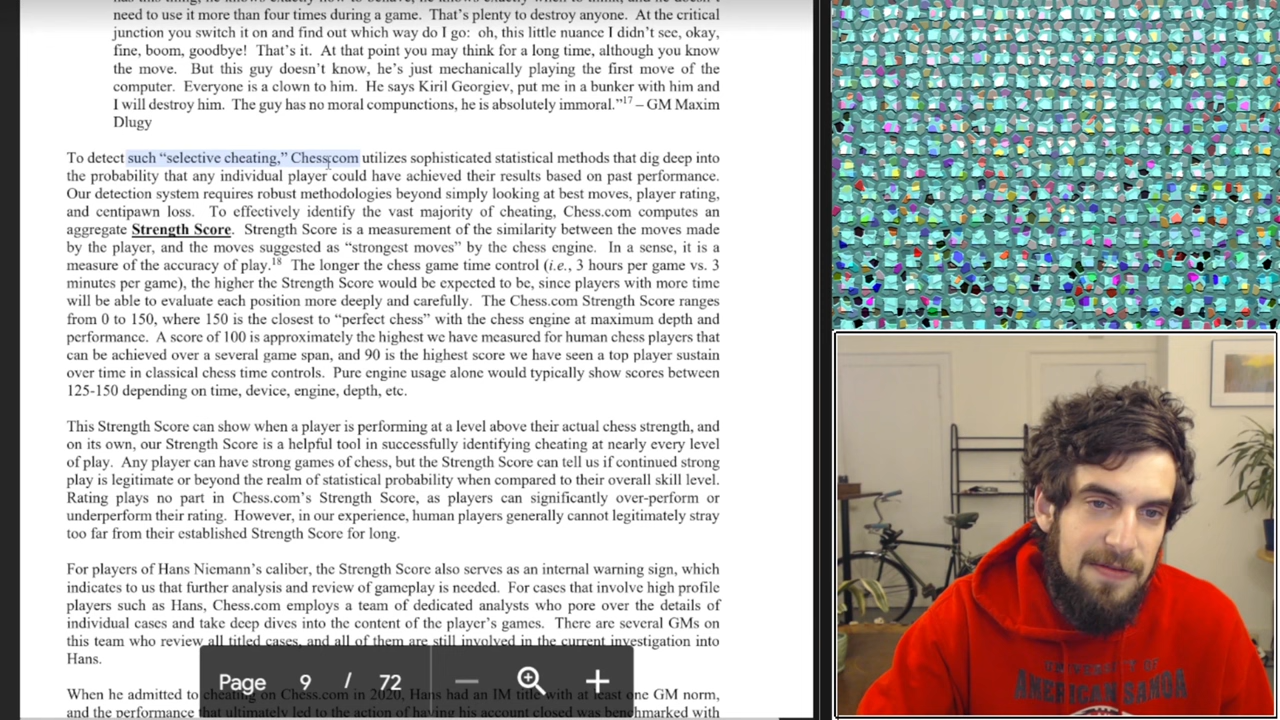 need to use it more than four times during a game. That's plenty to destroy anyone. At the critical
junction you switch it on and find out which way do I go: oh, this little nuance I didn't see, okay,
fine, boom, goodbye! That's it. At that point you may think for a long time, although you know
the move. But this guy doesn't know, he's just mechanically playing the first move of the
computer. Everyone is a clown to him. He says Kiril Georgiev, put me in a bunker with him and
I will destroy him. The guy has no moral compunctions, he is absolutely immoral."17 – GM Maxim
Dlugy
To detect such "selective cheating," Chess.com utilizes sophisticated statistical methods that dig deep into
the probability that any individual player could have achieved their results based on past performance.
Our detection system requires robust methodologies beyond simply looking at best moves, player rating,
and centipawn loss. To effectively identify the vast majority of cheating, Chess.com computes an
aggregate Strength Score. Strength Score is a measurement of the similarity between the moves made
by the player, and the moves suggested as "strongest moves" by the chess engine. In a sense, it is a
measure of the accuracy of play.18 The longer the chess game time control (i.e., 3 hours per game vs. 3
minutes per game), the higher the Strength Score would be expected to be, since players with more time
will be able to evaluate each position more deeply and carefully. The Chess.com Strength Score ranges
from 0 to 150, where 150 is the closest to "perfect chess" with the chess engine at maximum depth and
performance. A score of 100 is approximately the highest we have measured for human chess players that
can be achieved over a several game span, and 90 is the highest score we have seen a top player sustain
over time in classical chess time controls. Pure engine usage alone would typically show scores between
125-150 depending on time, device, engine, depth, etc.
This Strength Score can show when a player is performing at a level above their actual chess strength, and
on its own, our Strength Score is a helpful tool in successfully identifying cheating at nearly every level
of play. Any player can have strong games of chess, but the Strength Score can tell us if continued strong
play is legitimate or beyond the realm of statistical probability when compared to their overall skill level.
Rating plays no part in Chess.com's Strength Score, as players can significantly over-perform or
underperform their rating. However, in our experience, human players generally cannot legitimately stray
too far from their established Strength Score for long.
For players of Hans Niemann's caliber, the Strength Score also serves as an internal warning sign, which
indicates to us that further analysis and review of gameplay is needed. For cases that involve high profile
players such as Hans, Chess.com employs a team of dedicated analysts who pore over the details of
individual cases and take deep dives into the content of the player's games. There are several GMs on
this team who review all titled cases, and all of them are still involved in the current investigation into
Hans.
Page 9 / 72
When he admitted to cheating on Chess.com in 2020, Hans had an IM title with at least one GM norm,
and the performance that ultimately led to the action of having his account closed was benchmarked with
UNIVERSITY OF
AMERICAN SAMOA